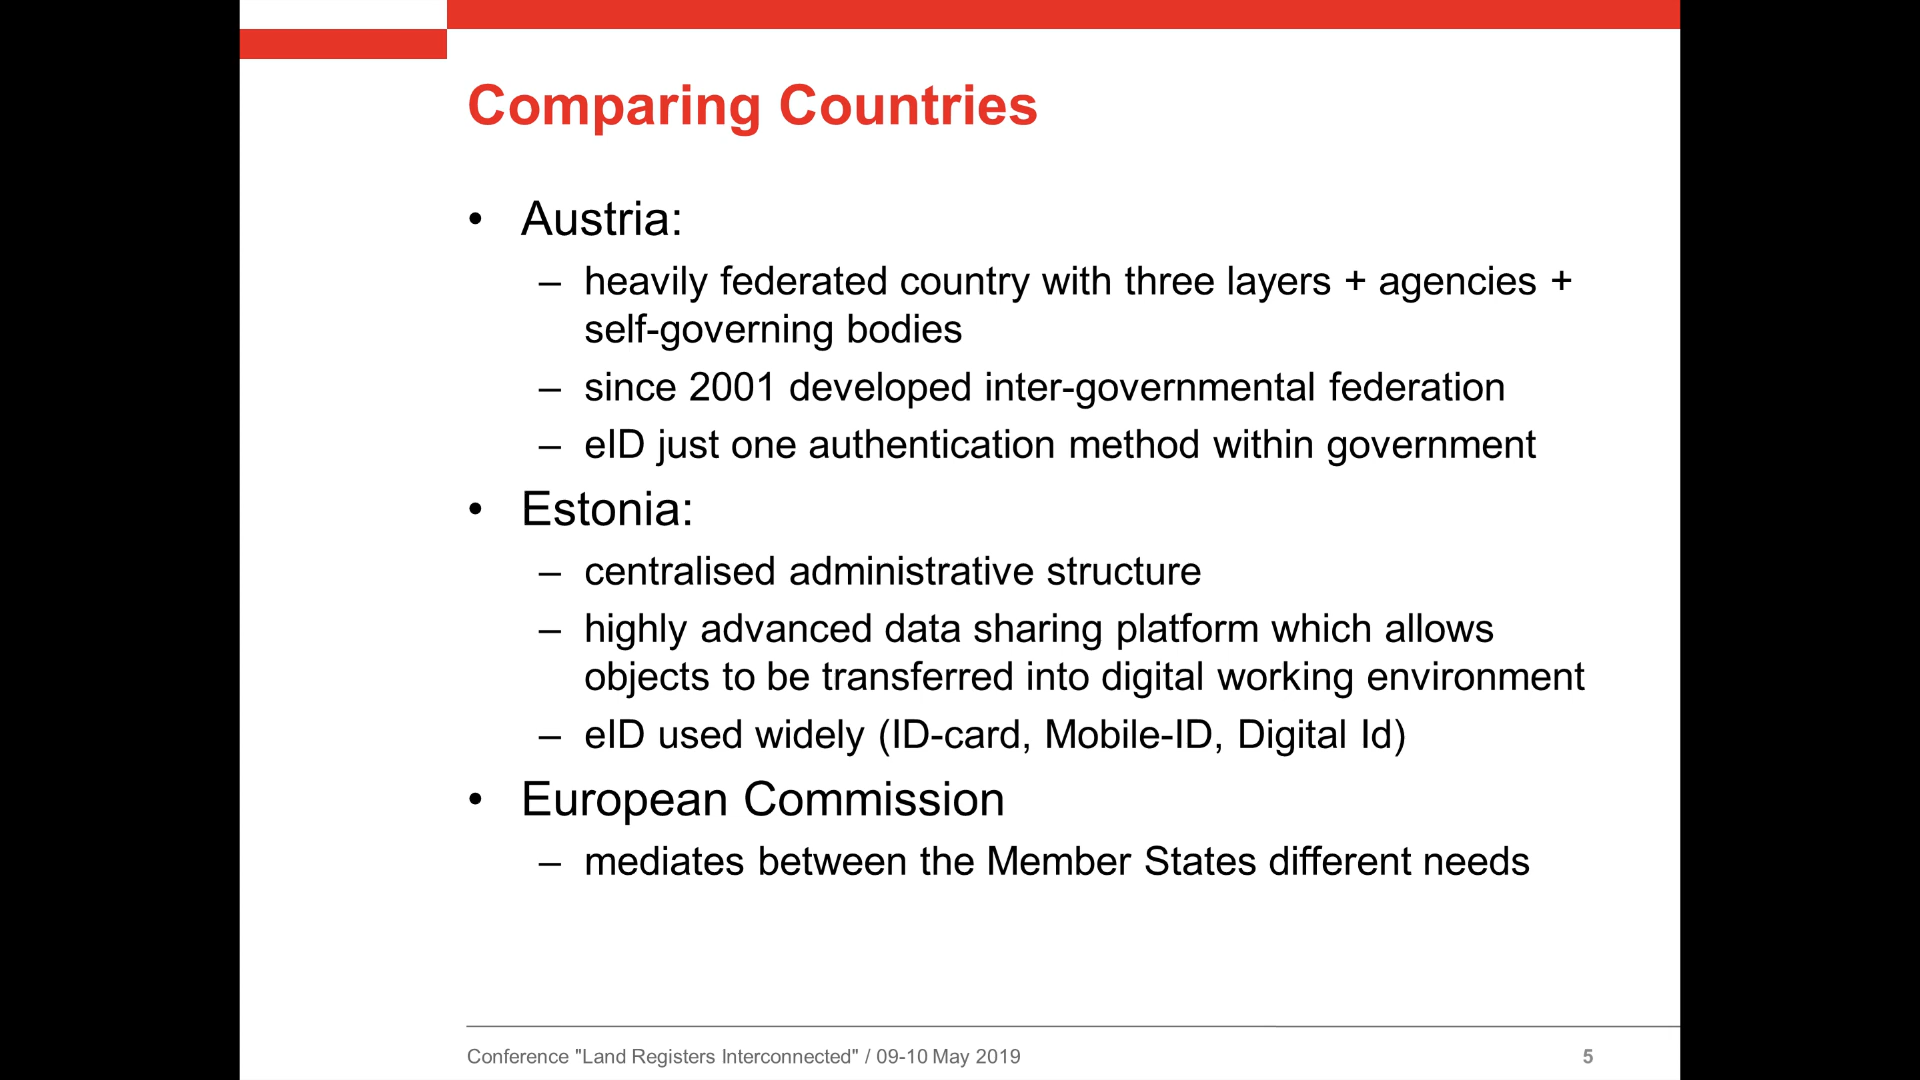 Comparing Countries
• Austria:
– heavily federated country with three layers + agencies +
self-governing bodies
– since 2001 developed inter-governmental federation
– eID just one authentication method within government
• Estonia:
– centralised administrative structure
– highly advanced data sharing platform which allows
objects to be transferred into digital working environment
– eID used widely (ID-card, Mobile-ID, Digital Id)
• European Commission
– mediates between the Member States different needs
Conference "Land Registers Interconnected" / 09-10 May 2019
5